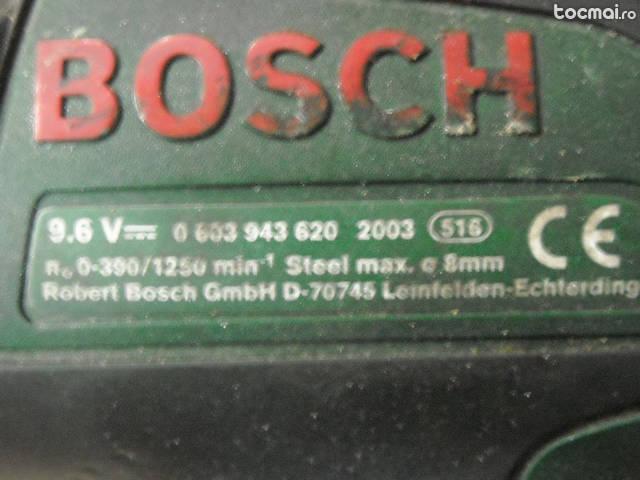 tocmai.ro
BOSCH
9.6 V⎓ 0 603 943 620 2003 516 CE
n₀ 0-390/1250 min⁻¹ Steel max. ø 8mm
Robert Bosch GmbH D-70745 Leinfelden-Echterding